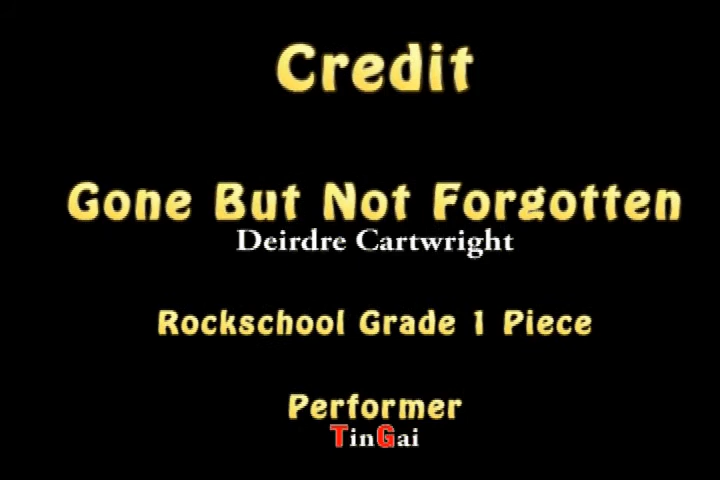 Credit
Gone But Not Forgotten
Deirdre Cartwright
Rockschool Grade 1 Piece
Performer
TinGai